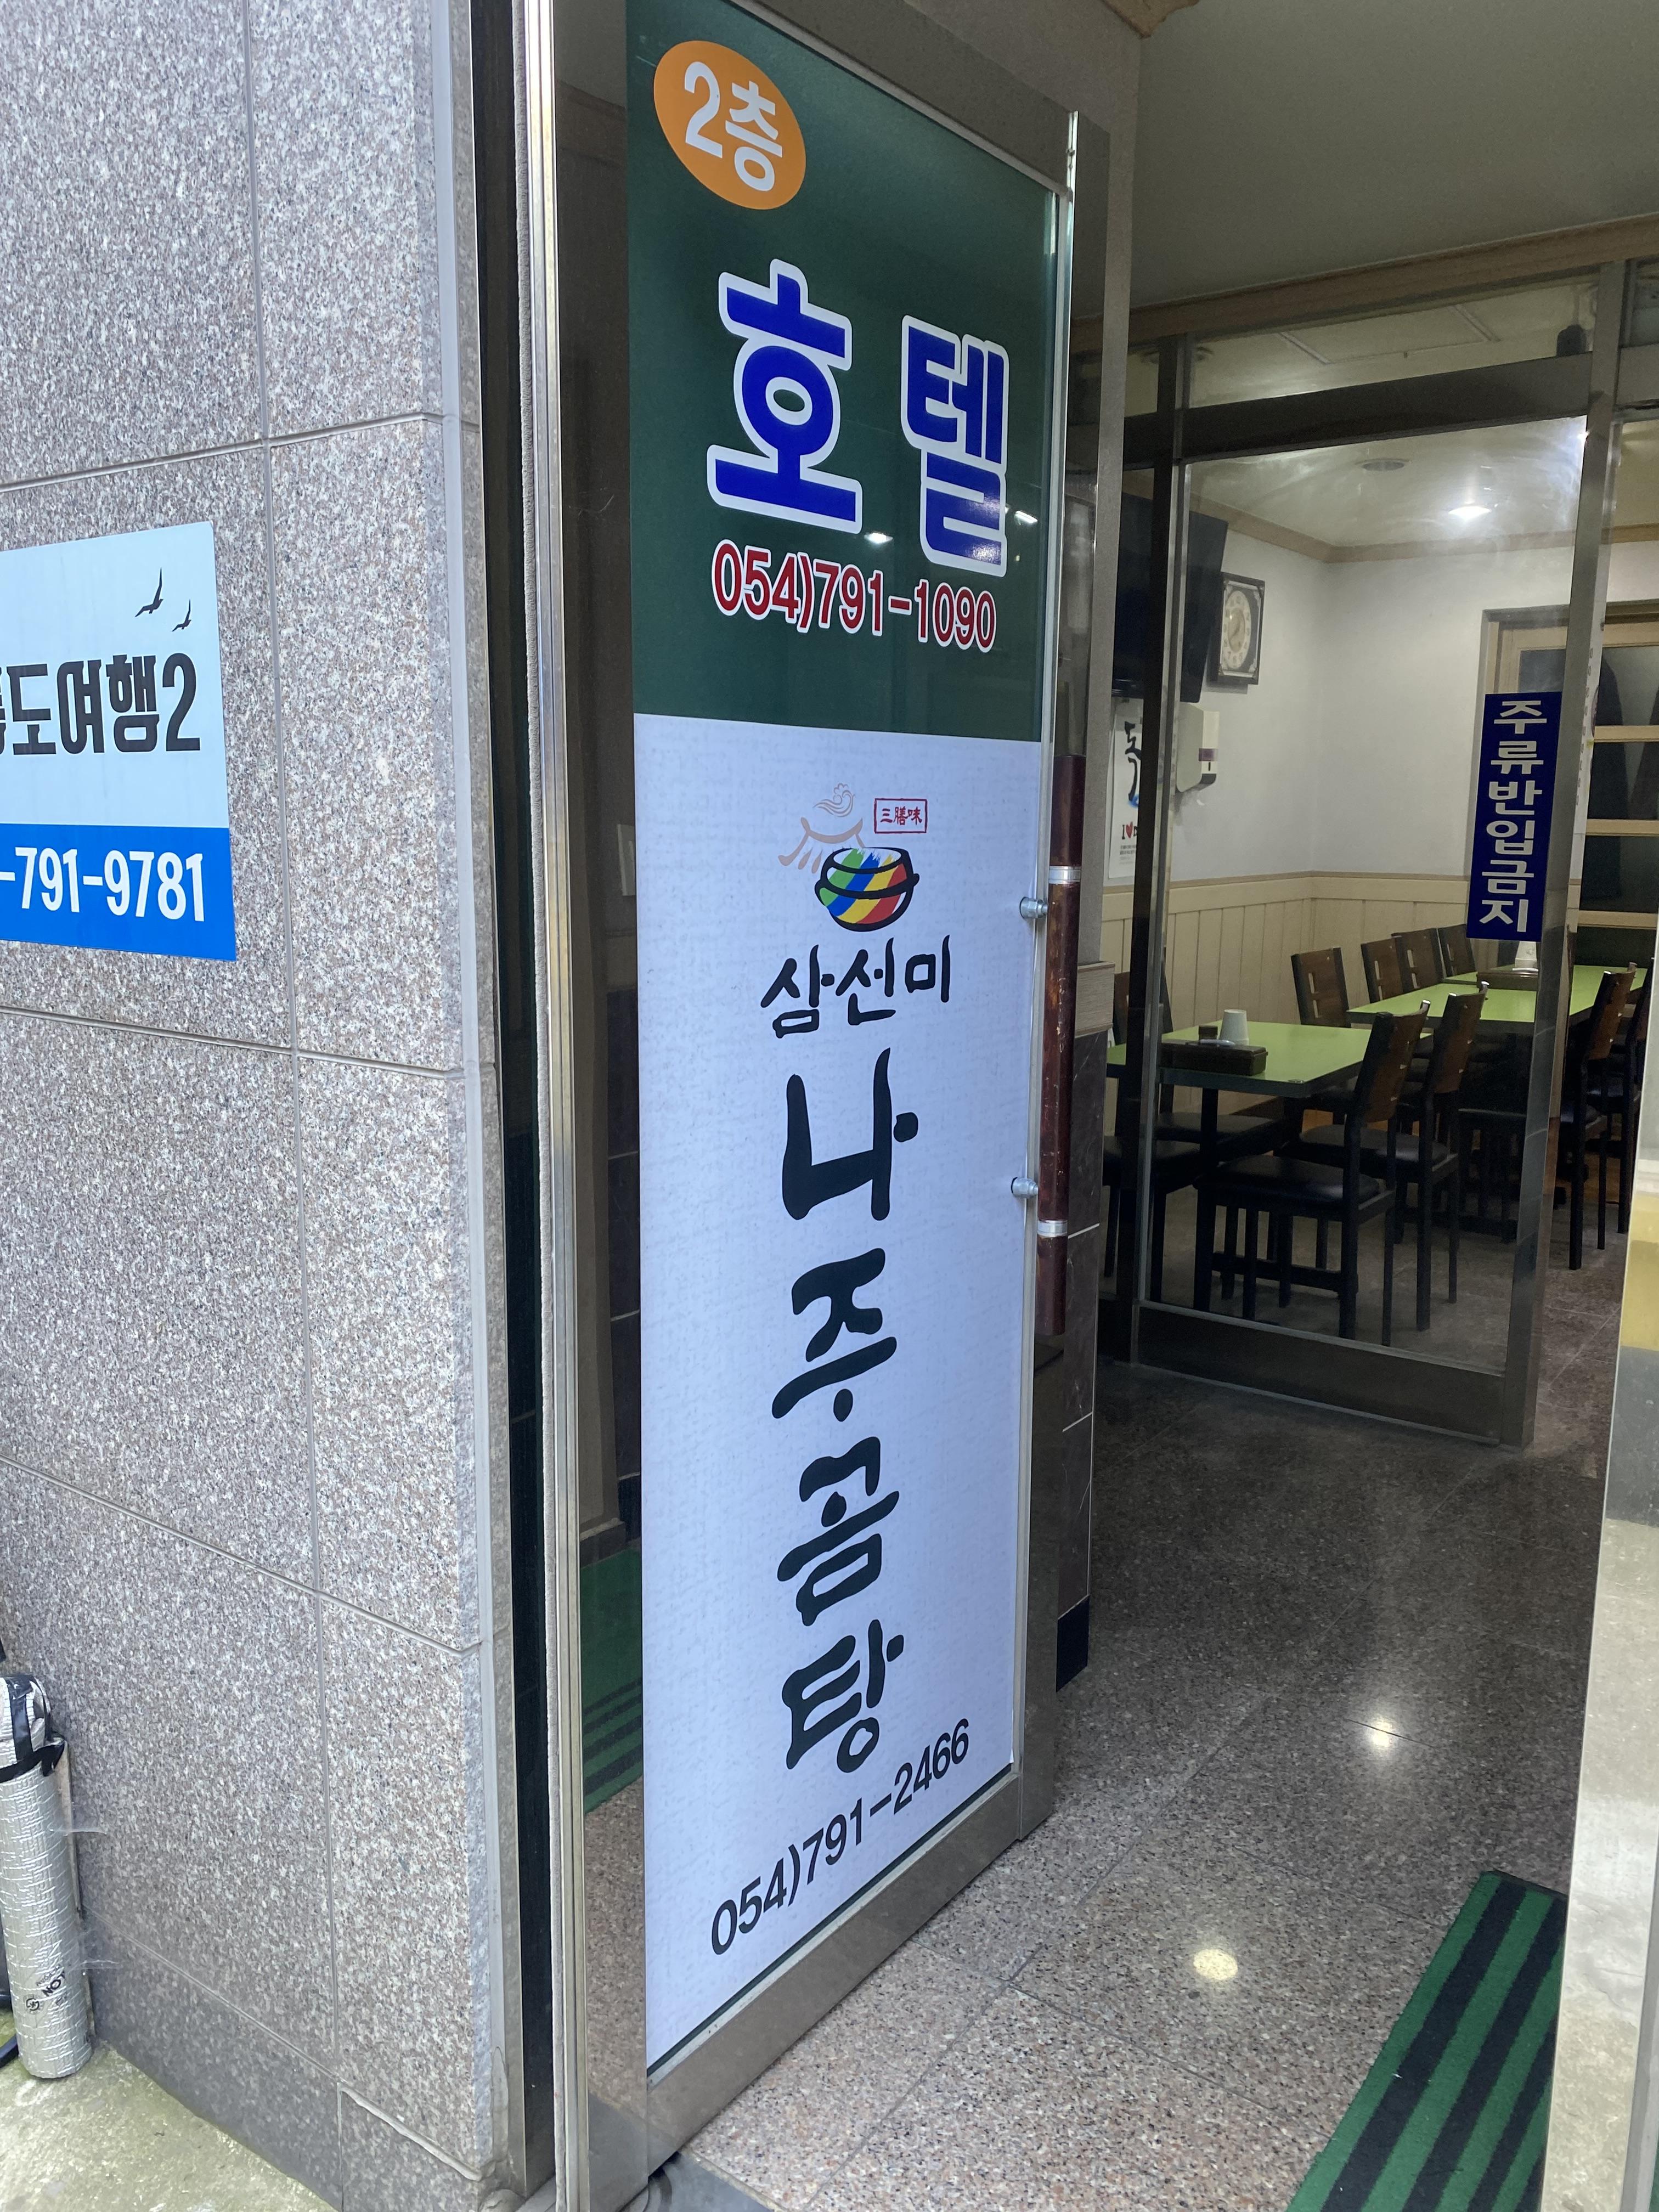 2층
호텔
054)791-1090
三膳味
삼선미
나주곰탕
054)791-2466
도여행2
-791-9781
주류반입금지